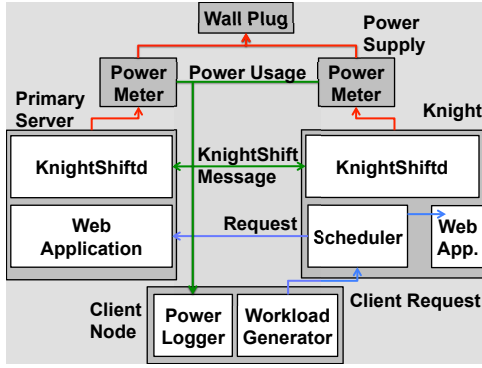 Wall Plug
Power
Supply
Power
Meter
Power Usage
Power
Meter
Primary
Server
Knight
KnightShiftd
KnightShift
Message
KnightShiftd
Web
Application
Request
Scheduler
Web
App.
Client
Node
Power
Logger
Workload
Generator
Client Request